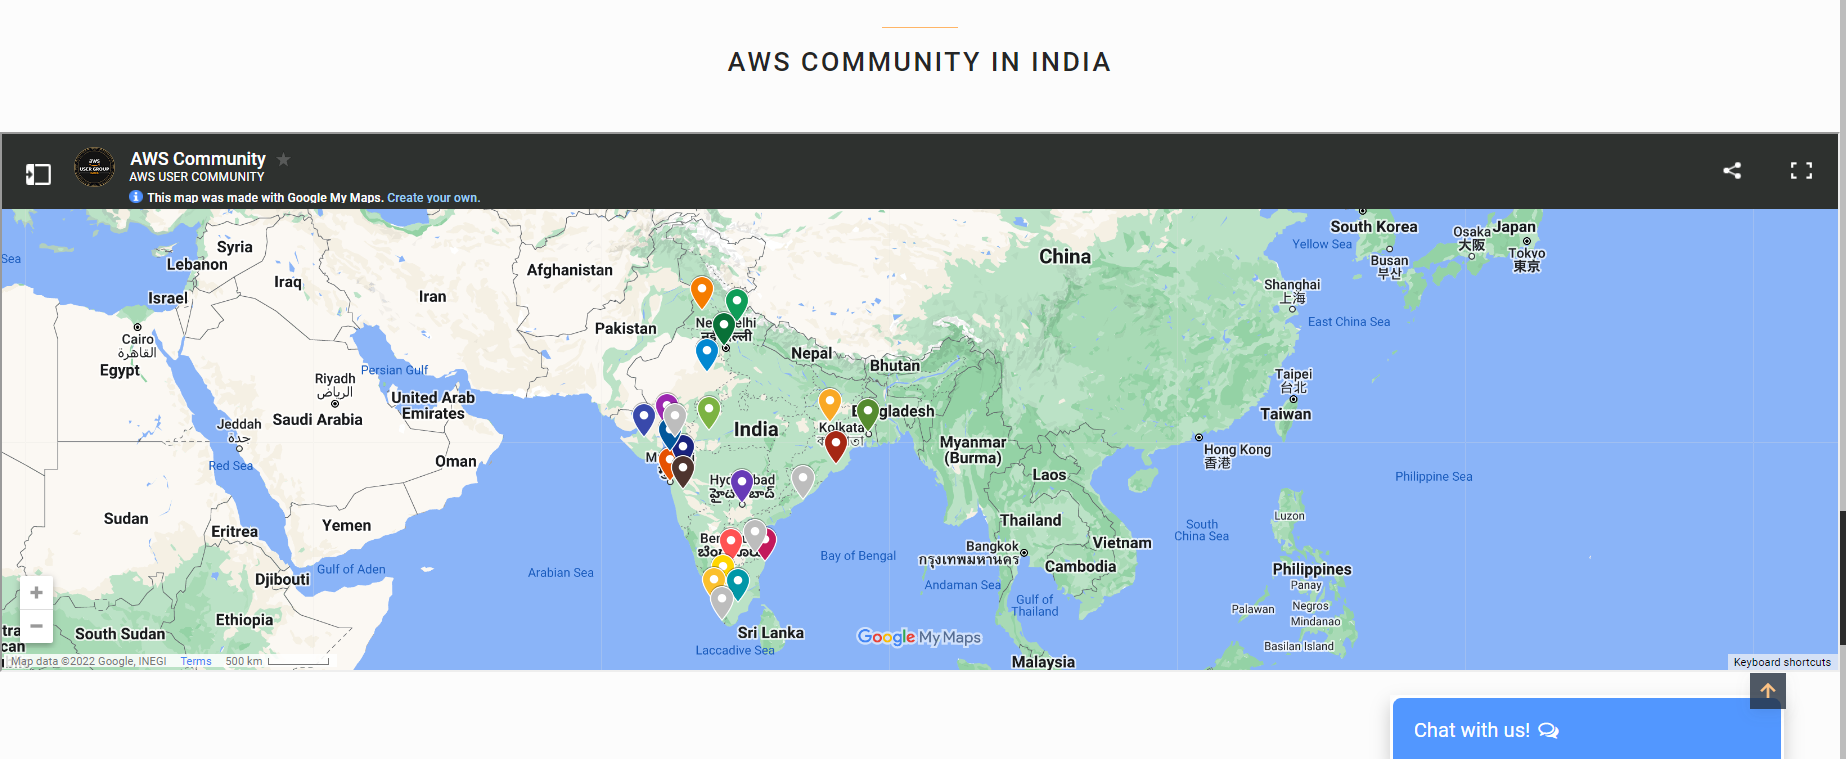 AWS COMMUNITY IN INDIA
AWS Community
AWS USER COMMUNITY
This map was made with Google My Maps. Create your own.
aws
USER GROUP
Syria
Lebanon
Sea
Israel
Iraq
Iran
Afghanistan
Pakistan
China
South Korea
Yellow Sea
Busan
부산
Osaka
大阪
Japan
Tokyo
東京
Shanghai
上海
East China Sea
Cairo
القاهرة
Egypt
Persian Gulf
Riyadh
الرياض
Saudi Arabia
United Arab
Emirates
Jeddah
جدة
Red Sea
Oman
Nepal
Bhutan
India
Kolkata
Myanmar
(Burma)
Taipei
台北
Taiwan
Hong Kong
香港
Laos
Philippine Sea
Sudan
Eritrea
Yemen
Thailand
Bangkok
กรุงเทพมหานคร
Vietnam
Cambodia
South
China Sea
Luzon
Philippines
Panay
Negros
Palawan
Mindanao
Basilan Island
Bay of Bengal
Andaman Sea
Gulf of
Thailand
Arabian Sea
Gulf of Aden
Djibouti
Ethiopia
South Sudan
Sri Lanka
Laccadive Sea
Malaysia
Google My Maps
Map data ©2022 Google, INEGI Terms 500 km
Keyboard shortcuts
Chat with us!